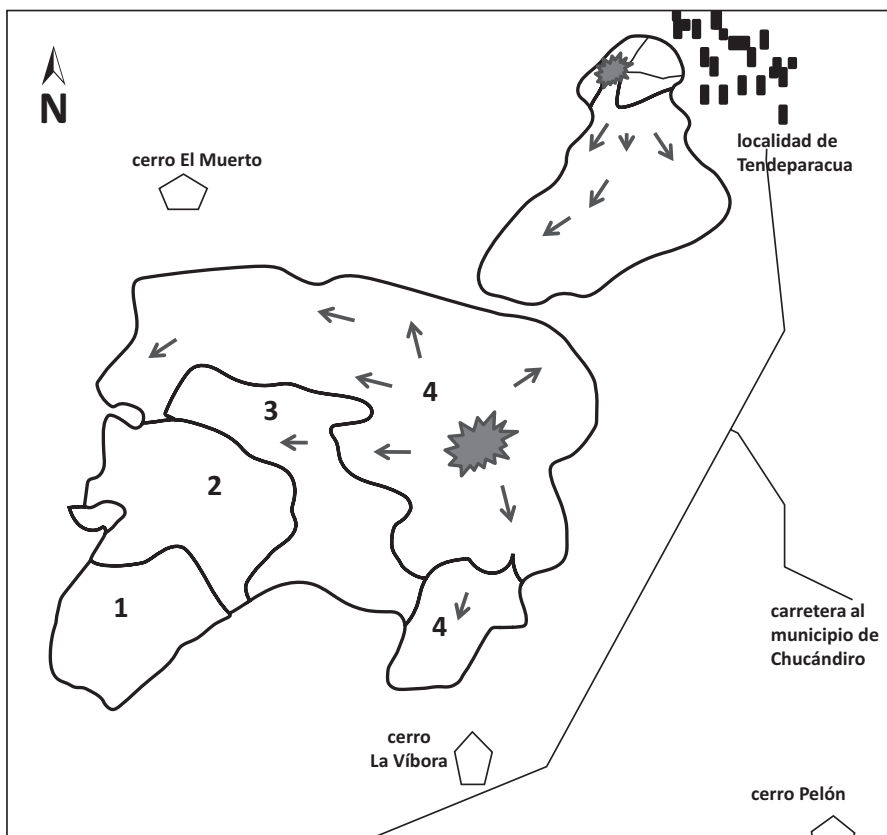 N
localidad de
Tendeparacua
cerro El Muerto
4
3
2
1
4
carretera al
municipio de
Chucándiro
cerro
La Víbora
cerro Pelón